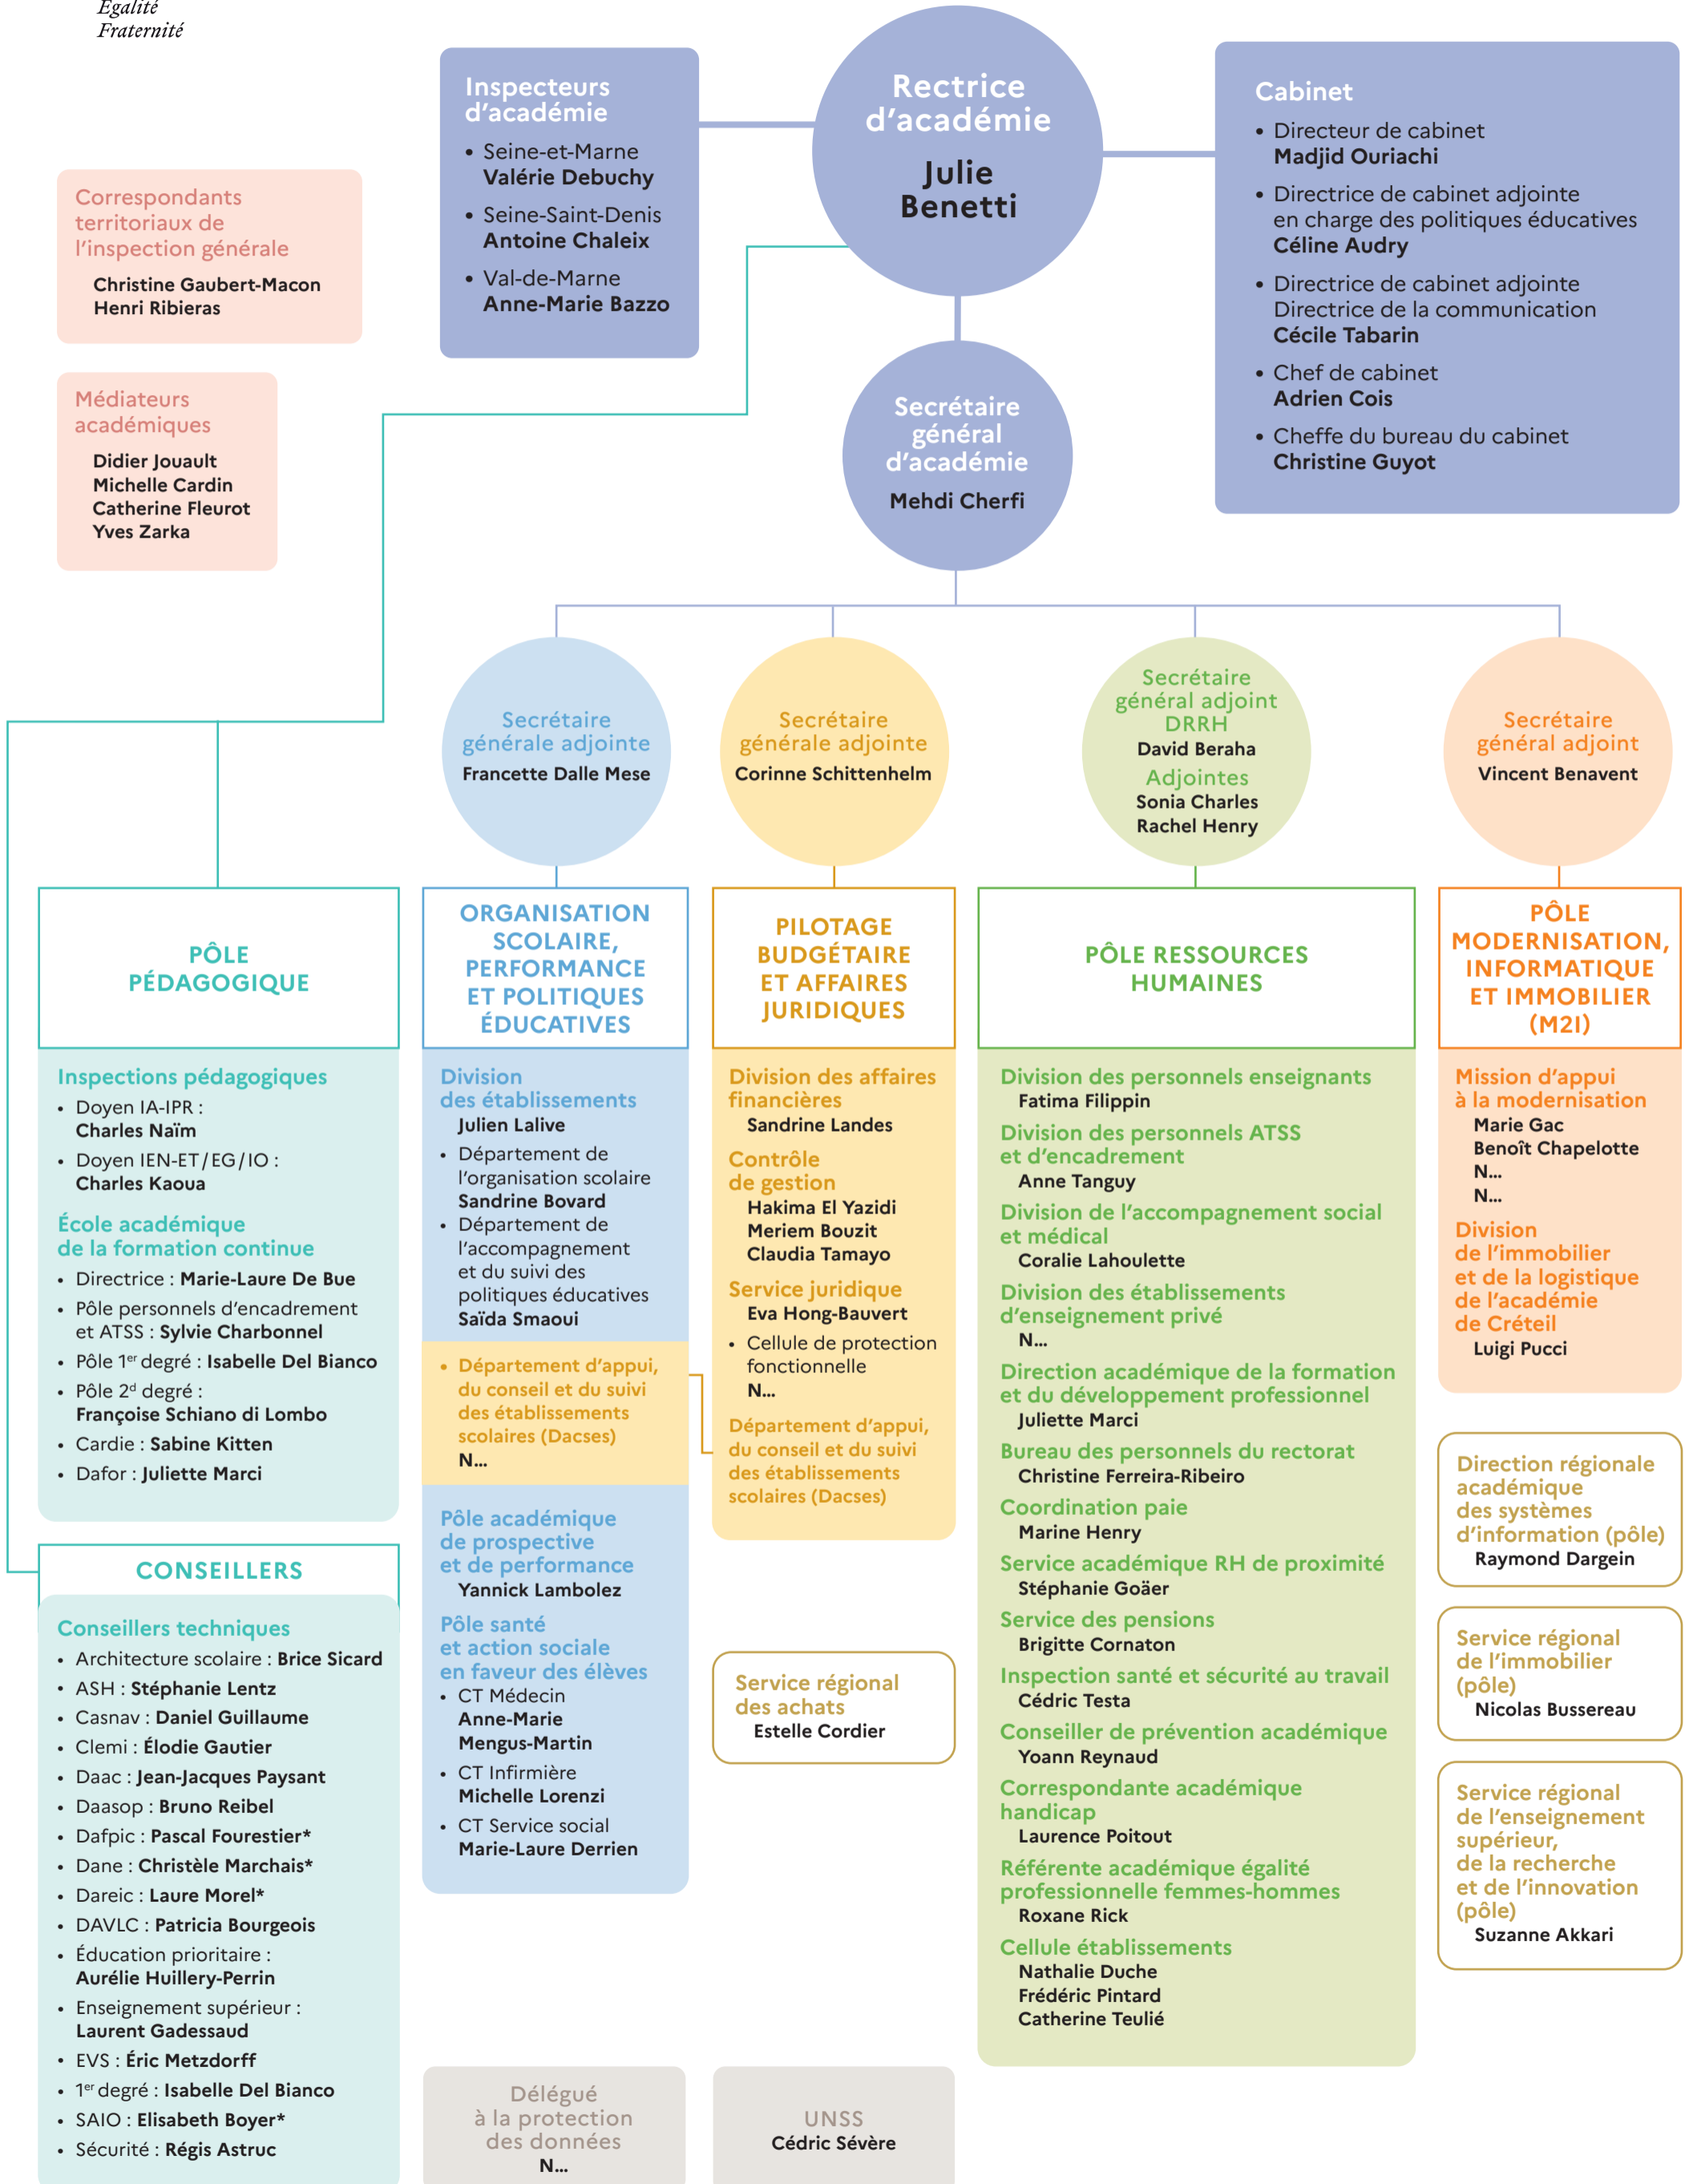 Égalité
Fraternité
Inspecteurs
d'académie
• Seine-et-Marne
Valérie Debuchy
• Seine-Saint-Denis
Antoine Chaleix
• Val-de-Marne
Anne-Marie Bazzo
Rectrice
d'académie
Julie
Benetti
Cabinet
• Directeur de cabinet
Madjid Ouriachi
• Directrice de cabinet adjointe
en charge des politiques éducatives
Céline Audry
• Directrice de cabinet adjointe
Directrice de la communication
Cécile Tabarin
• Chef de cabinet
Adrien Cois
• Cheffe du bureau du cabinet
Christine Guyot
Correspondants
territoriaux de
l'inspection générale
Christine Gaubert-Macon
Henri Ribieras
Médiateurs
académiques
Didier Jouault
Michelle Cardin
Catherine Fleurot
Yves Zarka
Secrétaire
général
d'académie
Mehdi Cherfi
Secrétaire
générale adjointe
Francette Dalle Mese
Secrétaire
générale adjointe
Corinne Schittenhelm
Secrétaire
général adjoint
DRRH
David Beraha
Adjointes
Sonia Charles
Rachel Henry
Secrétaire
général adjoint
Vincent Benavent
PÔLE
PÉDAGOGIQUE
Inspections pédagogiques
• Doyen IA-IPR :
Charles Naïm
• Doyen IEN-ET/EG/IO :
Charles Kaoua
École académique
de la formation continue
• Directrice : Marie-Laure De Bue
• Pôle personnels d'encadrement
et ATSS : Sylvie Charbonnel
• Pôle 1er degré : Isabelle Del Bianco
• Pôle 2d degré :
Françoise Schiano di Lombo
• Cardie : Sabine Kitten
• Dafor : Juliette Marci
CONSEILLERS
Conseillers techniques
• Architecture scolaire : Brice Sicard
• ASH : Stéphanie Lentz
• Casnav : Daniel Guillaume
• Clemi : Élodie Gautier
• Daac : Jean-Jacques Paysant
• Daasop : Bruno Reibel
• Dafpic : Pascal Fourestier*
• Dane : Christèle Marchais*
• Dareic : Laure Morel*
• DAVLC : Patricia Bourgeois
• Éducation prioritaire :
Aurélie Huillery-Perrin
• Enseignement supérieur :
Laurent Gadessaud
• EVS : Éric Metzdorff
• 1er degré : Isabelle Del Bianco
• SAIO : Elisabeth Boyer*
• Sécurité : Régis Astruc
ORGANISATION
SCOLAIRE,
PERFORMANCE
ET POLITIQUES
ÉDUCATIVES
Division
des établissements
Julien Lalive
• Département de
l'organisation scolaire
Sandrine Bovard
• Département de
l'accompagnement
et du suivi des
politiques éducatives
Saïda Smaoui
• Département d'appui,
du conseil et du suivi
des établissements
scolaires (Dacses)
N...
Pôle académique
de prospective
et de performance
Yannick Lambolez
Pôle santé
et action sociale
en faveur des élèves
• CT Médecin
Anne-Marie
Mengus-Martin
• CT Infirmière
Michelle Lorenzi
• CT Service social
Marie-Laure Derrien
Délégué
à la protection
des données
N...
PILOTAGE
BUDGÉTAIRE
ET AFFAIRES
JURIDIQUES
Division des affaires
financières
Sandrine Landes
Contrôle
de gestion
Hakima El Yazidi
Meriem Bouzit
Claudia Tamayo
Service juridique
Eva Hong-Bauvert
• Cellule de protection
fonctionnelle
N...
Département d'appui,
du conseil et du suivi
des établissements
scolaires (Dacses)
Service régional
des achats
Estelle Cordier
UNSS
Cédric Sévère
PÔLE RESSOURCES
HUMAINES
Division des personnels enseignants
Fatima Filippin
Division des personnels ATSS
et d'encadrement
Anne Tanguy
Division de l'accompagnement social
et médical
Coralie Lahoulette
Division des établissements
d'enseignement privé
N...
Direction académique de la formation
et du développement professionnel
Juliette Marci
Bureau des personnels du rectorat
Christine Ferreira-Ribeiro
Coordination paie
Marine Henry
Service académique RH de proximité
Stéphanie Goäer
Service des pensions
Brigitte Cornaton
Inspection santé et sécurité au travail
Cédric Testa
Conseiller de prévention académique
Yoann Reynaud
Correspondante académique
handicap
Laurence Poitout
Référente académique égalité
professionnelle femmes-hommes
Roxane Rick
Cellule établissements
Nathalie Duche
Frédéric Pintard
Catherine Teulié
PÔLE
MODERNISATION,
INFORMATIQUE
ET IMMOBILIER
(M2I)
Mission d'appui
à la modernisation
Marie Gac
Benoît Chapelotte
N...
N...
Division
de l'immobilier
et de la logistique
de l'académie
de Créteil
Luigi Pucci
Direction régionale
académique
des systèmes
d'information (pôle)
Raymond Dargein
Service régional
de l'immobilier
(pôle)
Nicolas Bussereau
Service régional
de l'enseignement
supérieur,
de la recherche
et de l'innovation
(pôle)
Suzanne Akkari